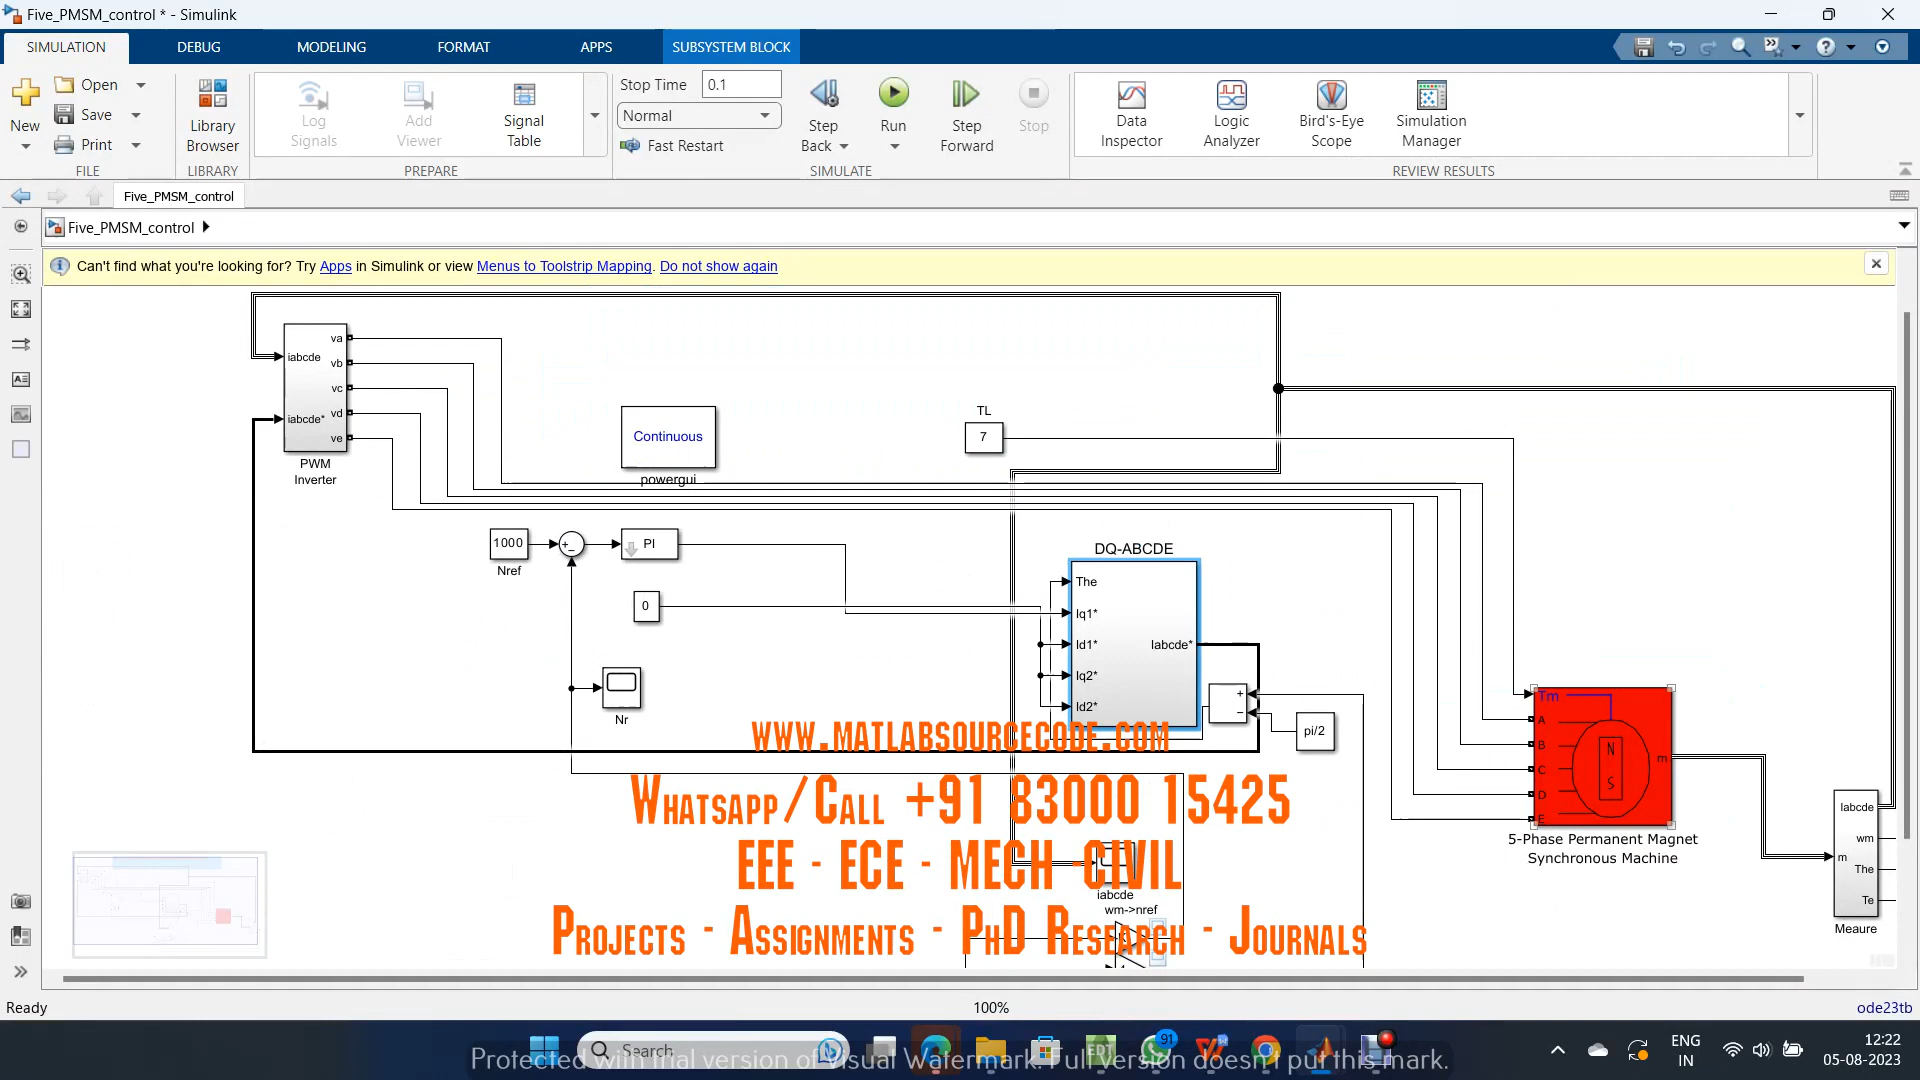 Five_PMSM_control * - Simulink
SIMULATION
DEBUG
MODELING
FORMAT
APPS
SUBSYSTEM BLOCK
New
Open
Save
Print
FILE
Library
Browser
LIBRARY
Log
Signals
Add
Viewer
Signal
Table
PREPARE
Stop Time
0.1
Normal
Fast Restart
Step
Back
Run
Step
Forward
Stop
SIMULATE
Data
Inspector
Logic
Analyzer
Bird's-Eye
Scope
Simulation
Manager
REVIEW RESULTS
Five_PMSM_control
Five_PMSM_control
Can't find what you're looking for? Try Apps in Simulink or view Menus to Toolstrip Mapping. Do not show again
iabcde
iabcde*
va
vb
vc
vd
ve
PWM
Inverter
Continuous
powergui
TL
7
1000
Nref
+
-
PI
0
Nr
DQ-ABCDE
The
Iq1*
Id1*
Iq2*
Id2*
Iabcde*
+
-
pi/2
Tm
A
B
C
D
E
N
S
m
5-Phase Permanent Magnet
Synchronous Machine
m
Iabcde
wm
The
Te
Meaure
iabcde
wm->nref
www.matlabsourcecode.com
Whatsapp/Call +91 83000 15425
EEE - ECE - MECH -CIVIL
Projects - Assignments - PhD Research - Journals
Ready
100%
ode23tb
Search
EDT
91
ENG
IN
12:22
05-08-2023
Protected with trial version of Visual Watermark. Full version doesn't put this mark.